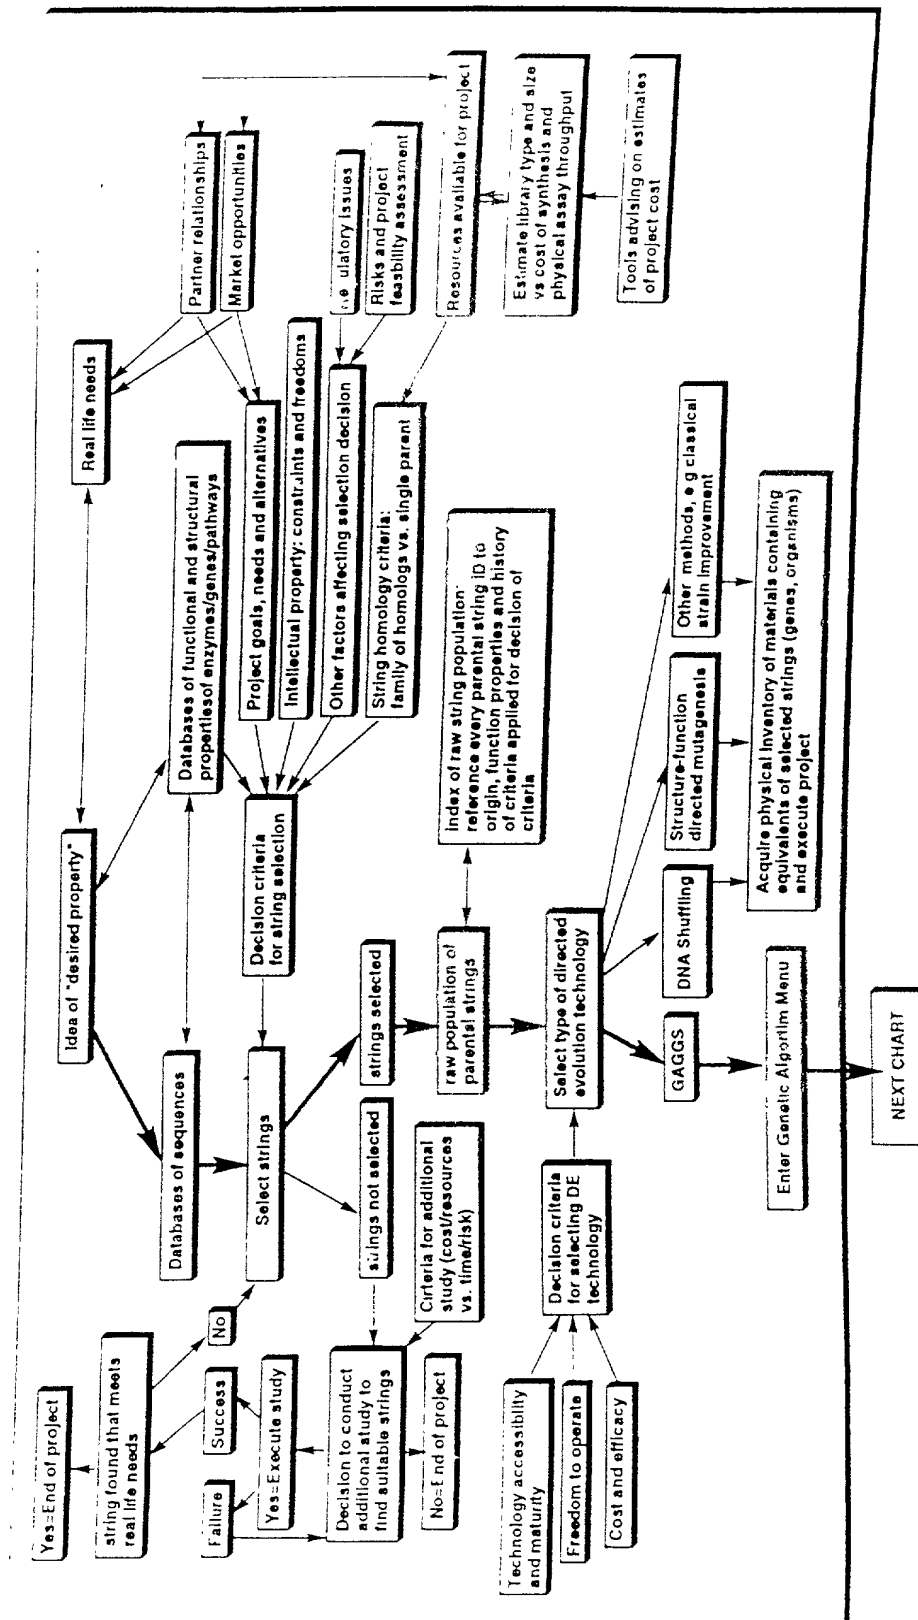 Yes=End of project
string found that meets
real life needs
No
Success
Failure
Yes=Execute study
Decision to conduct
additional study to
find suitable strings
No=End of project
Idea of "desired property"
Real life needs
Databases of sequences
Databases of functional and structural
propertiesof enzymes/genes/pathways
Partner relationships
Market opportunities
Select strings
Decision criteria
for string selection
Project goals, needs and alternatives
Intellectual property: constraints and freedoms
Other factors affecting selection decision
ulatory issues
Risks and project
feasbility assessment
String homology criteria:
family of homologs vs. single parent
Resources available for project
Estimate library type and size
vs cost of synthesis and
physical assay throughput
Tools advising on estimates
of project cost
strings not selected
strings selected
Criteria for additional
study (cost/resources
vs. time/risk)
raw population of
parental strings
Index of raw string population:
reference every parental string ID to
origin, function properties and history
of criteria applied for decision of
criteria
Technology accessiblity
and maturity
Freedom to operate
Cost and efficacy
Decision criteria
for selecting DE
technology
Select type of directed
evolution technology
GAGGS
DNA Shuffling
Structure-function
directed mutagenesis
Other methods, e g classical
strain improvement
Enter Genetic Algoritim Menu
Acquire physical Inventory of materials containing
equivalents of selected strings (genes, organisms)
and execute project
NEXT CHART